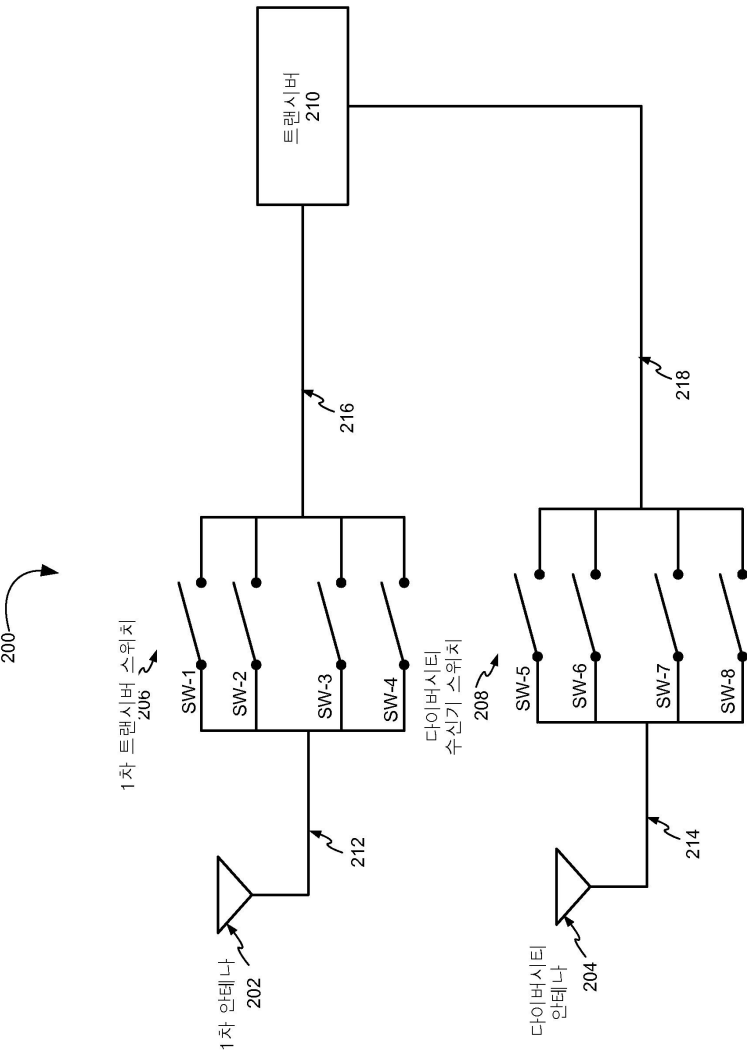 200
1차 안테나
202
212
1차 트랜시버 스위치
206
SW-1
SW-2
SW-3
SW-4
216
트랜시버
210
다이버시티
안테나
204
214
다이버시티
수신기 스위치
208
SW-5
SW-6
SW-7
SW-8
218